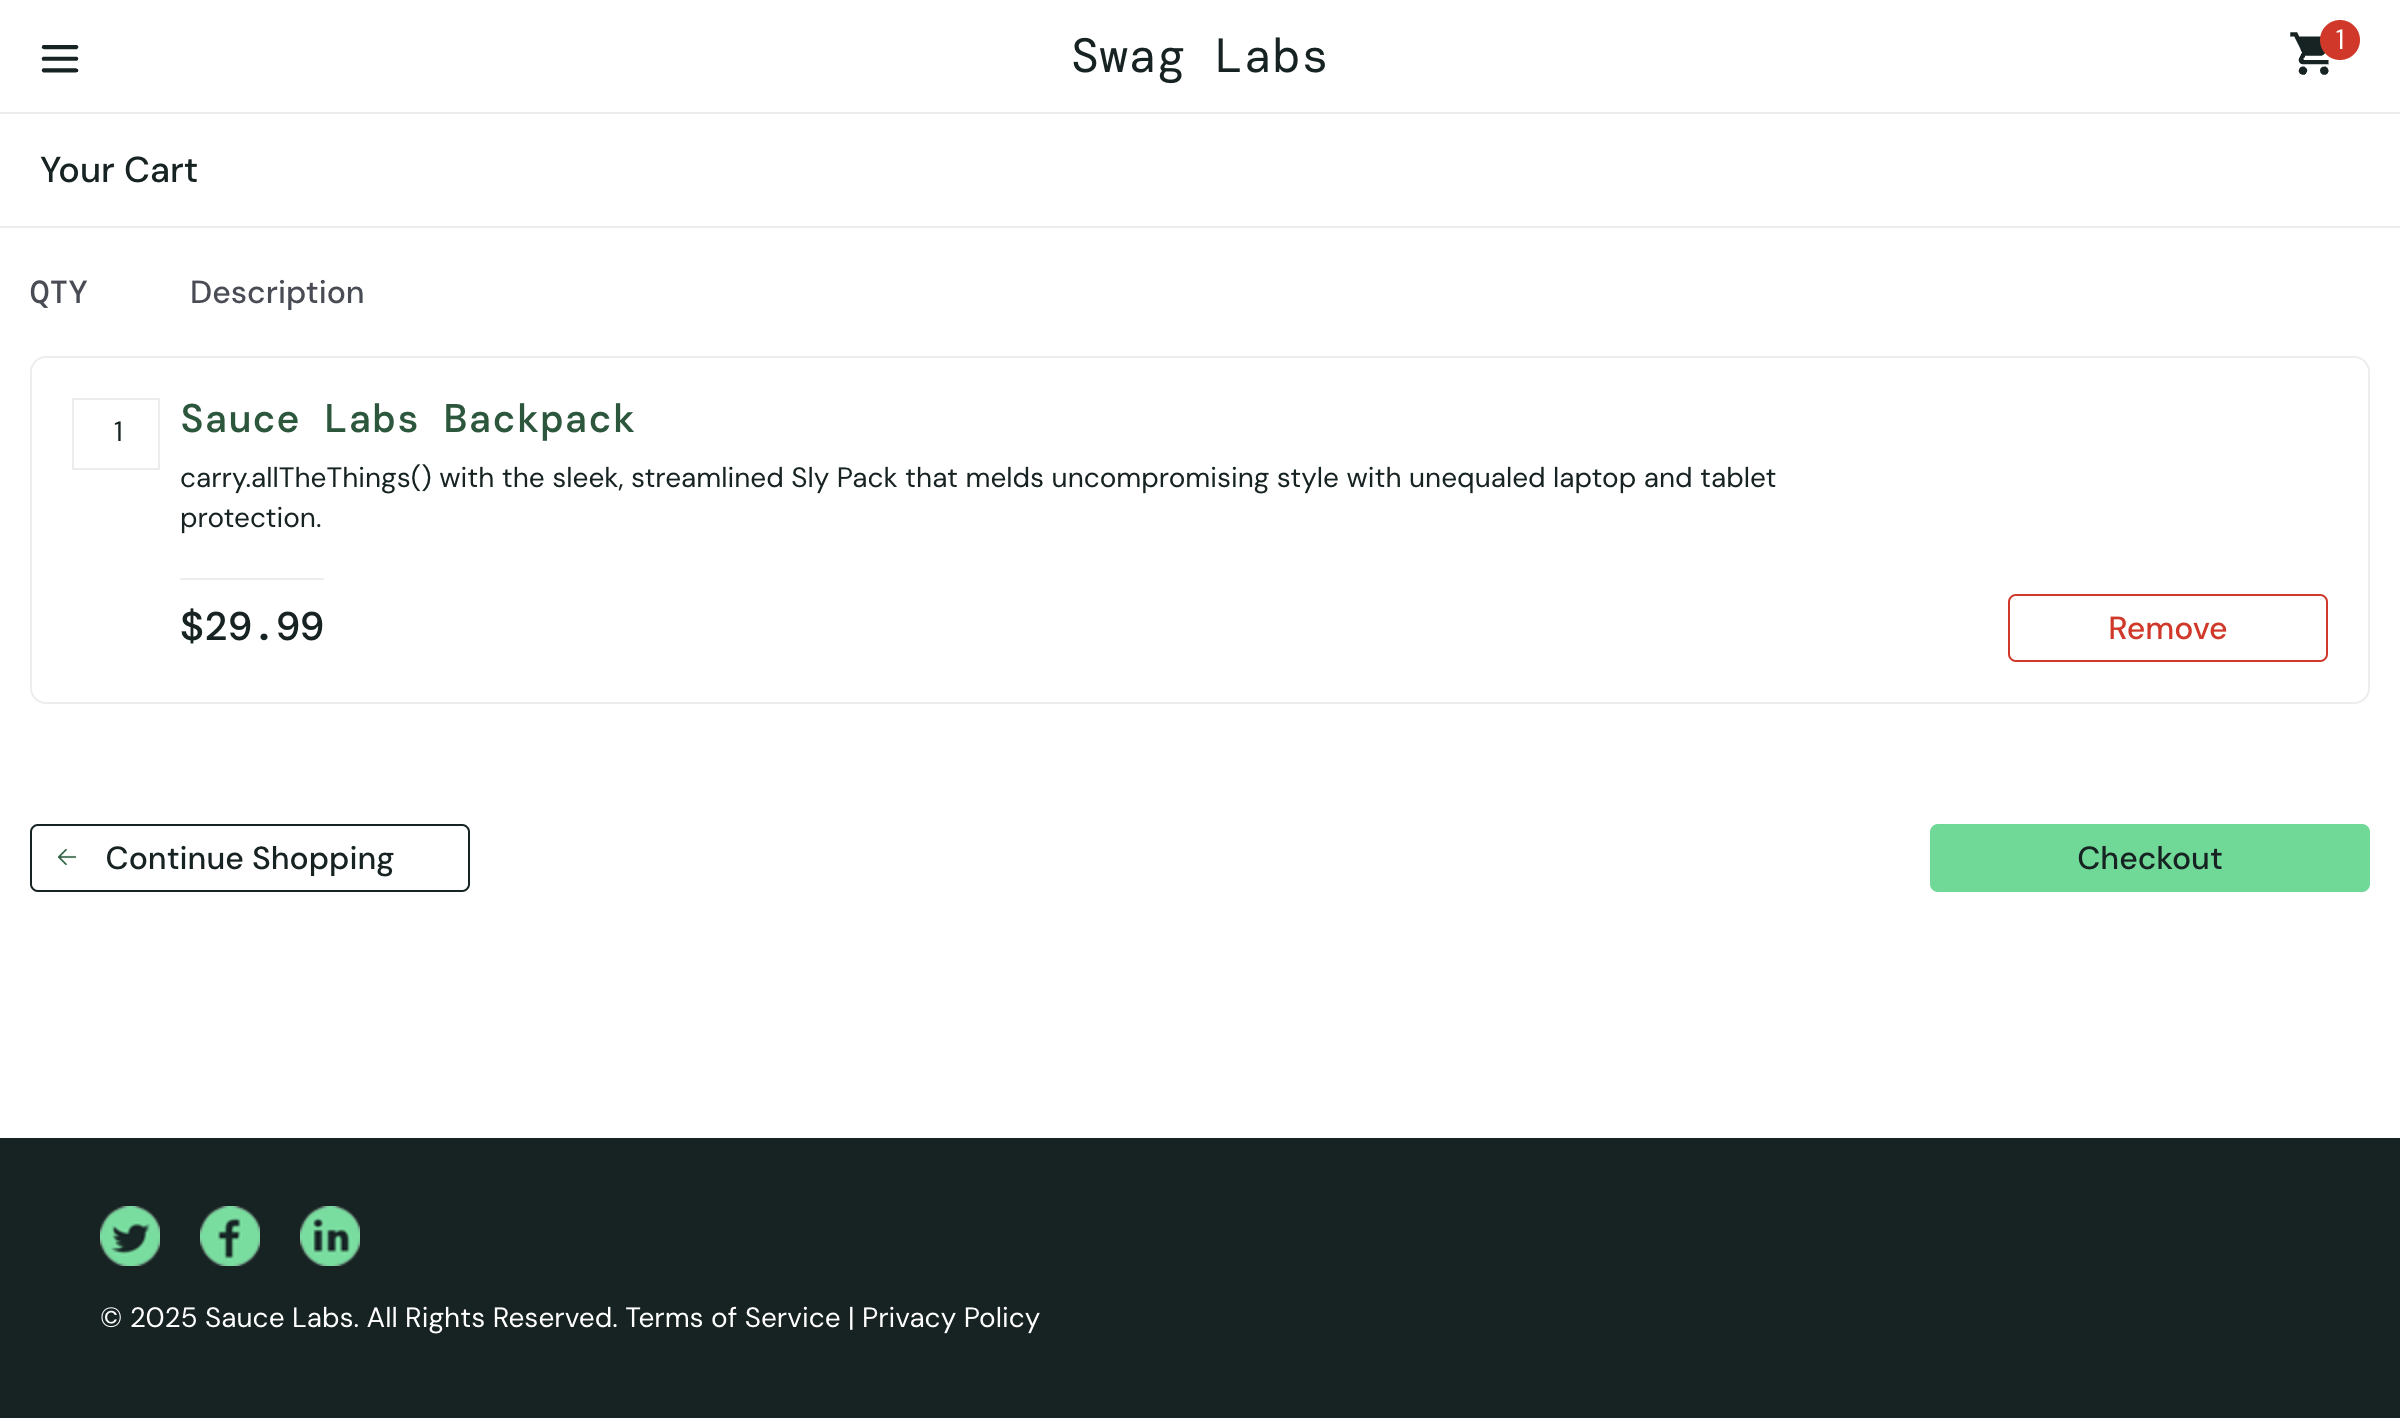 Swag Labs
1
Your Cart
QTY Description
1
Sauce Labs Backpack
carry.allTheThings() with the sleek, streamlined Sly Pack that melds uncompromising style with unequaled laptop and tablet
protection.
$29.99
Remove
Continue Shopping
Checkout
© 2025 Sauce Labs. All Rights Reserved. Terms of Service | Privacy Policy